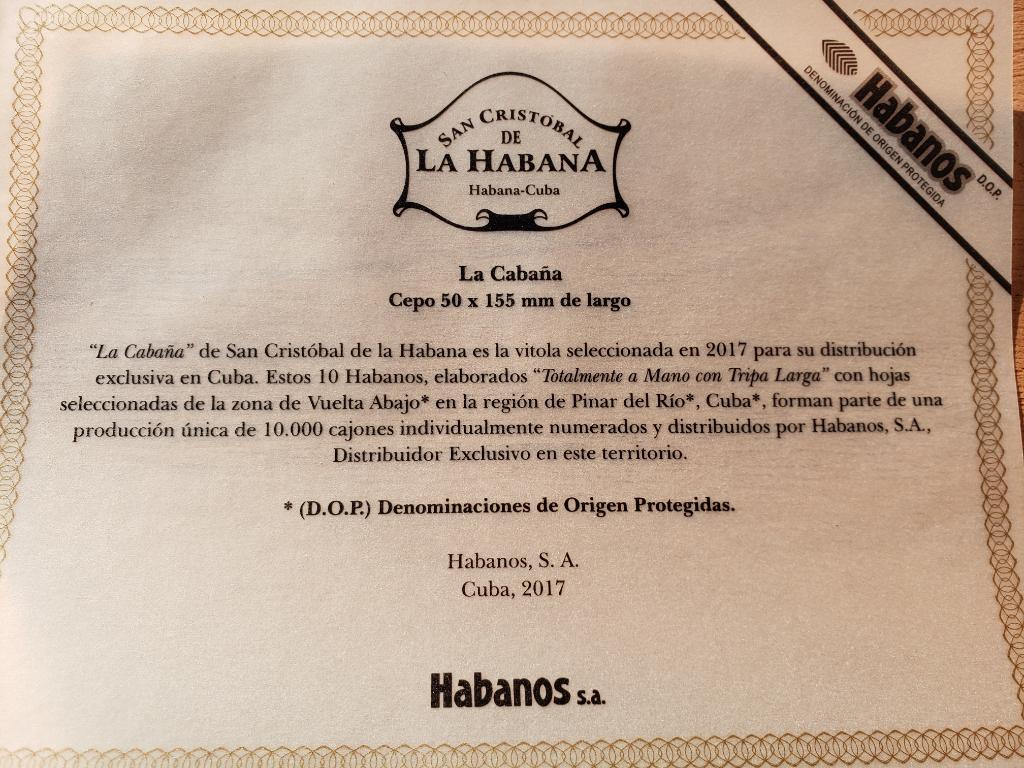 Habanos
D.O.P.
DENOMINACIÓN DE ORIGEN PROTEGIDA
SAN CRISTÓBAL
DE
LA HABANA
Habana-Cuba
La Cabaña
Cepo 50 x 155 mm de largo
“La Cabaña” de San Cristóbal de la Habana es la vitola seleccionada en 2017 para su distribución
exclusiva en Cuba. Estos 10 Habanos, elaborados “Totalmente a Mano con Tripa Larga” con hojas
seleccionadas de la zona de Vuelta Abajo* en la región de Pinar del Río*, Cuba*, forman parte de una
producción única de 10.000 cajones individualmente numerados y distribuidos por Habanos, S.A.,
Distribuidor Exclusivo en este territorio.
* (D.O.P.) Denominaciones de Origen Protegidas.
Habanos, S. A.
Cuba, 2017
Habanos s.a.